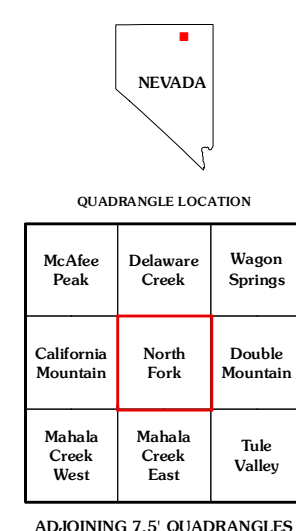 NEVADA
QUADRANGLE LOCATION
McAfee
Peak
Delaware
Creek
Wagon
Springs
California
Mountain
North
Fork
Double
Mountain
Mahala
Creek
West
Mahala
Creek
East
Tule
Valley
ADJOINING 7.5' QUADRANGLES